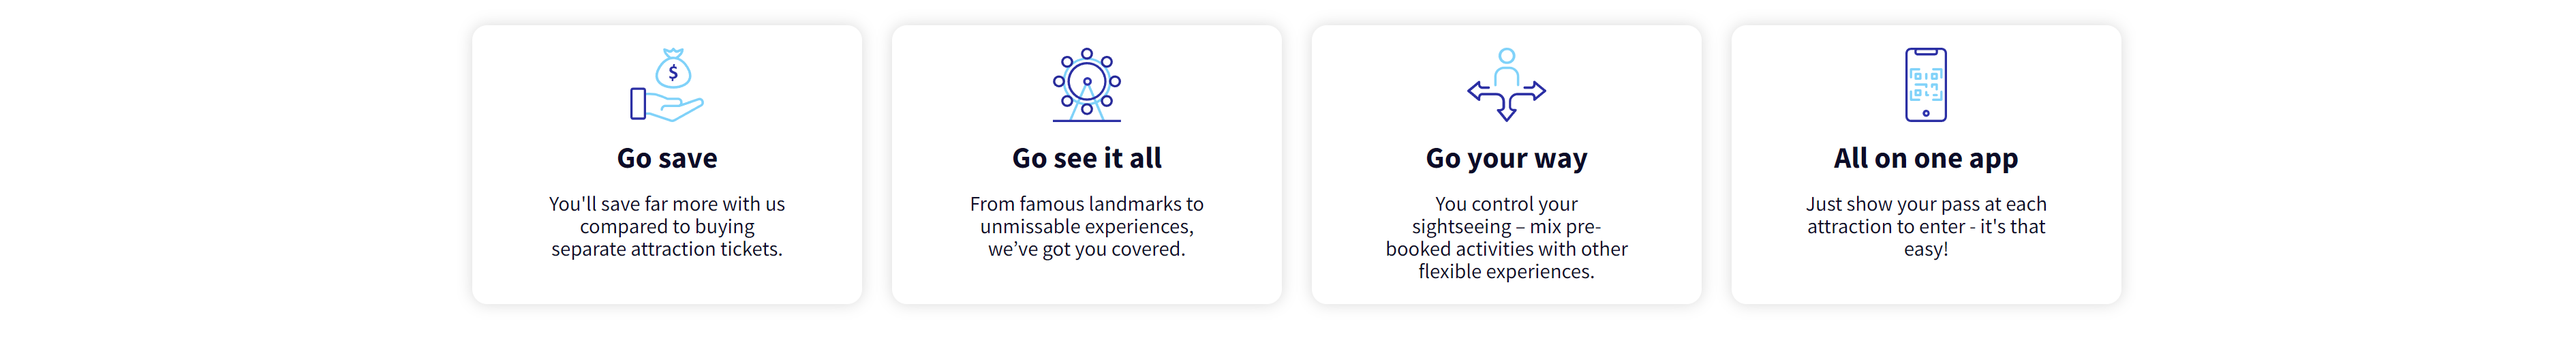 $
Go save
You'll save far more with us
compared to buying
separate attraction tickets.
Go see it all
From famous landmarks to
unmissable experiences,
we’ve got you covered.
Go your way
You control your
sightseeing – mix pre-
booked activities with other
flexible experiences.
All on one app
Just show your pass at each
attraction to enter - it's that
easy!